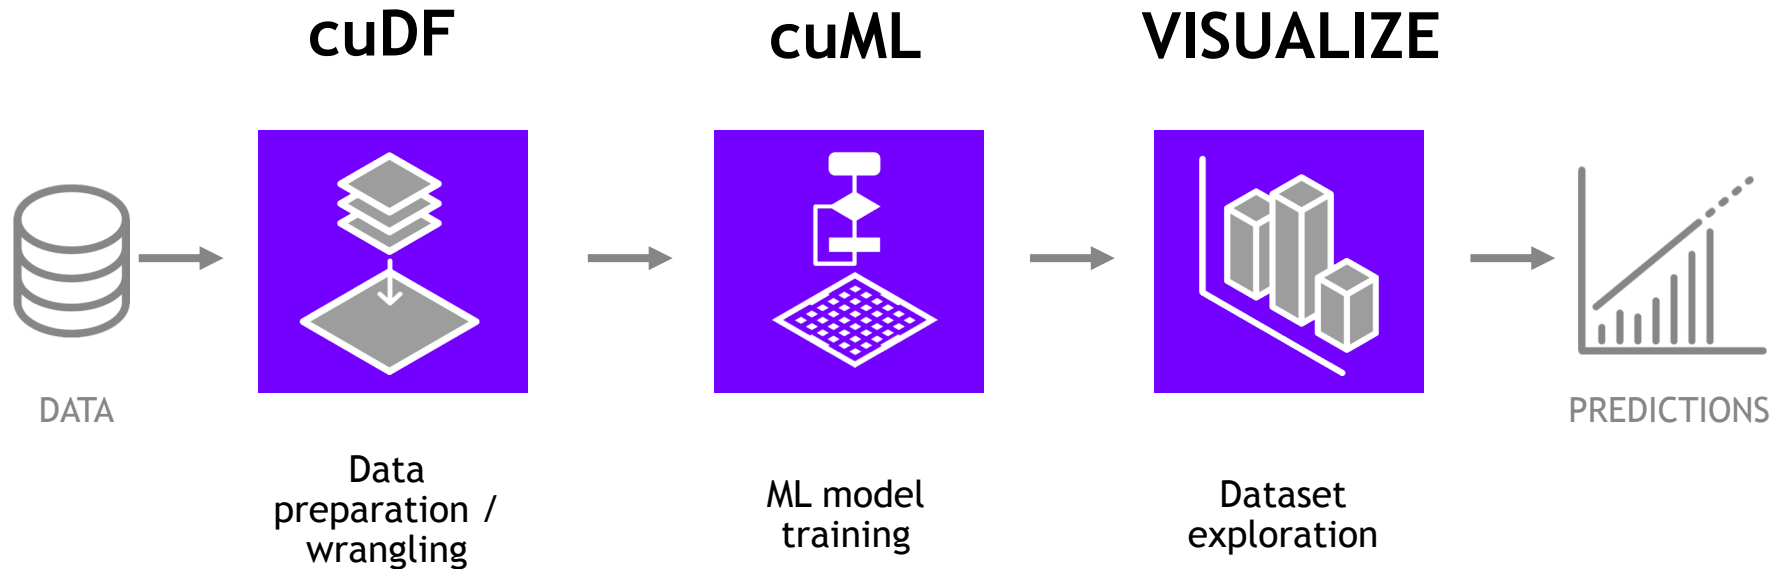 cuDF
cuML
VISUALIZE
DATA
PREDICTIONS
Data
preparation /
wrangling
ML model
training
Dataset
exploration